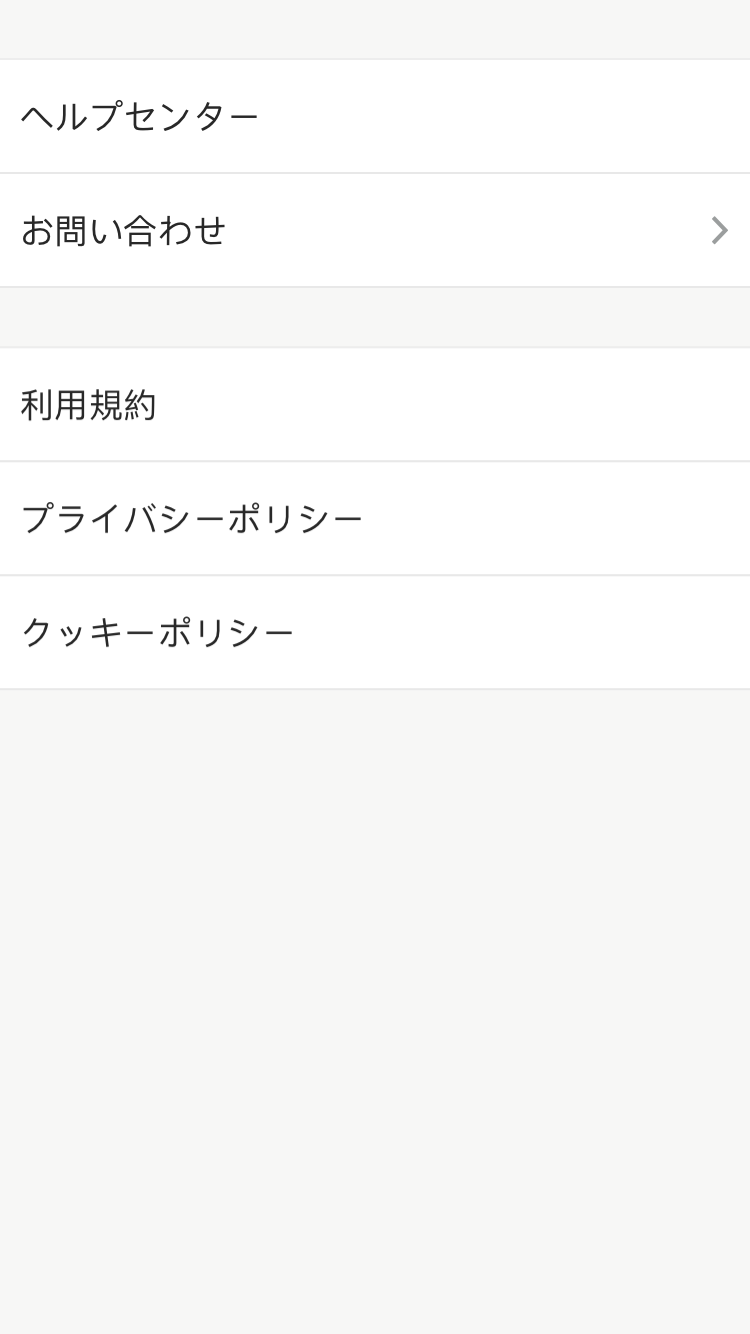 ヘルプセンター
お問い合わせ
利用規約
プライバシーポリシー
クッキーポリシー